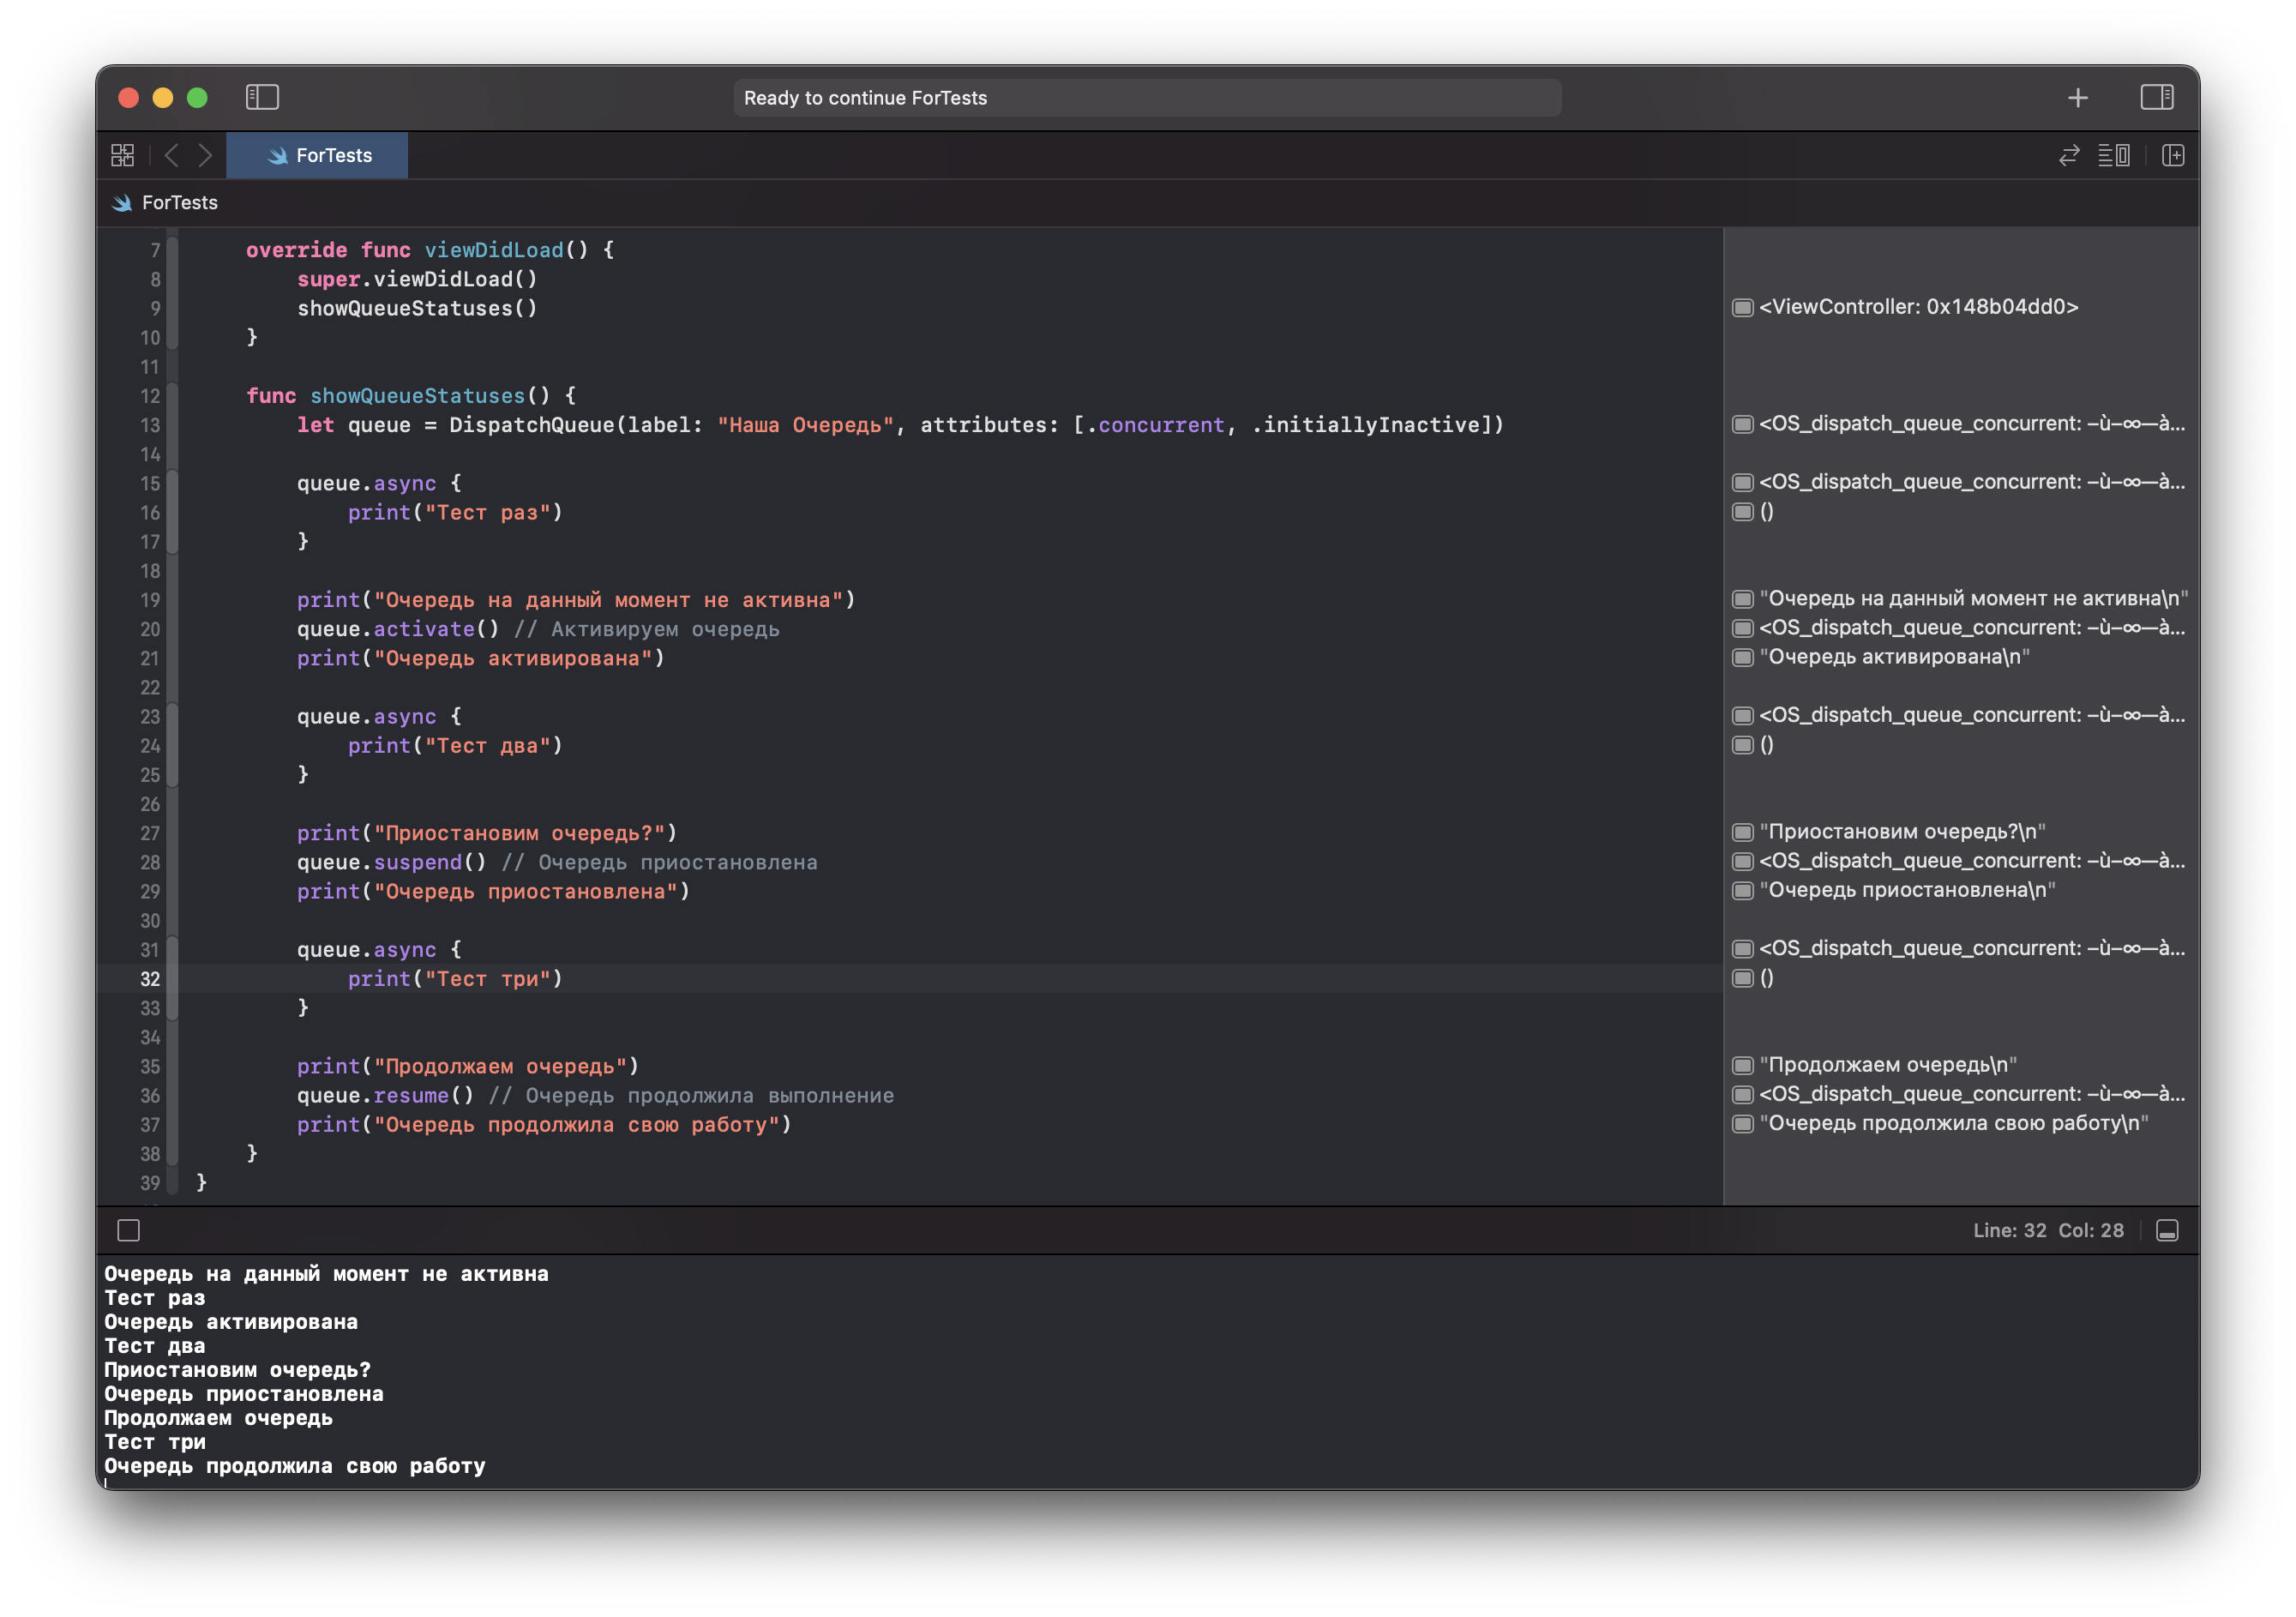 Ready to continue ForTests
ForTests
ForTests
7 override func viewDidLoad() {
8 super.viewDidLoad()
9 showQueueStatuses()
<ViewController: 0x148b04dd0>
10 }
11
12 func showQueueStatuses() {
13 let queue = DispatchQueue(label: "Наша Очередь", attributes: [.concurrent, .initiallyInactive])
<OS_dispatch_queue_concurrent: –ù–∞—à...
14
15 queue.async {
<OS_dispatch_queue_concurrent: –ù–∞—à...
16 print("Тест раз")
()
17 }
18
19 print("Очередь на данный момент не активна")
"Очередь на данный момент не активна\n"
20 queue.activate() // Активируем очередь
<OS_dispatch_queue_concurrent: –ù–∞—à...
21 print("Очередь активирована")
"Очередь активирована\n"
22
23 queue.async {
<OS_dispatch_queue_concurrent: –ù–∞—à...
24 print("Тест два")
()
25 }
26
27 print("Приостановим очередь?")
"Приостановим очередь?\n"
28 queue.suspend() // Очередь приостановлена
<OS_dispatch_queue_concurrent: –ù–∞—à...
29 print("Очередь приостановлена")
"Очередь приостановлена\n"
30
31 queue.async {
<OS_dispatch_queue_concurrent: –ù–∞—à...
32 print("Тест три")
()
33 }
34
35 print("Продолжаем очередь")
"Продолжаем очередь\n"
36 queue.resume() // Очередь продолжила выполнение
<OS_dispatch_queue_concurrent: –ù–∞—à...
37 print("Очередь продолжила свою работу")
"Очередь продолжила свою работу\n"
38 }
39 }
Line: 32 Col: 28
Очередь на данный момент не активна
Тест раз
Очередь активирована
Тест два
Приостановим очередь?
Очередь приостановлена
Продолжаем очередь
Тест три
Очередь продолжила свою работу